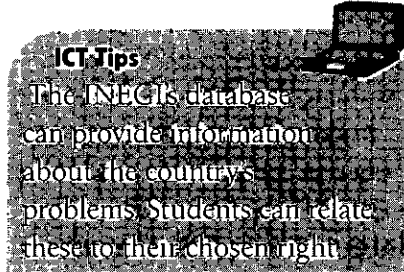 ICT Tips
The INEGIs database
can provide information
about the country's
problems. Students can relate
these to their chosen right.